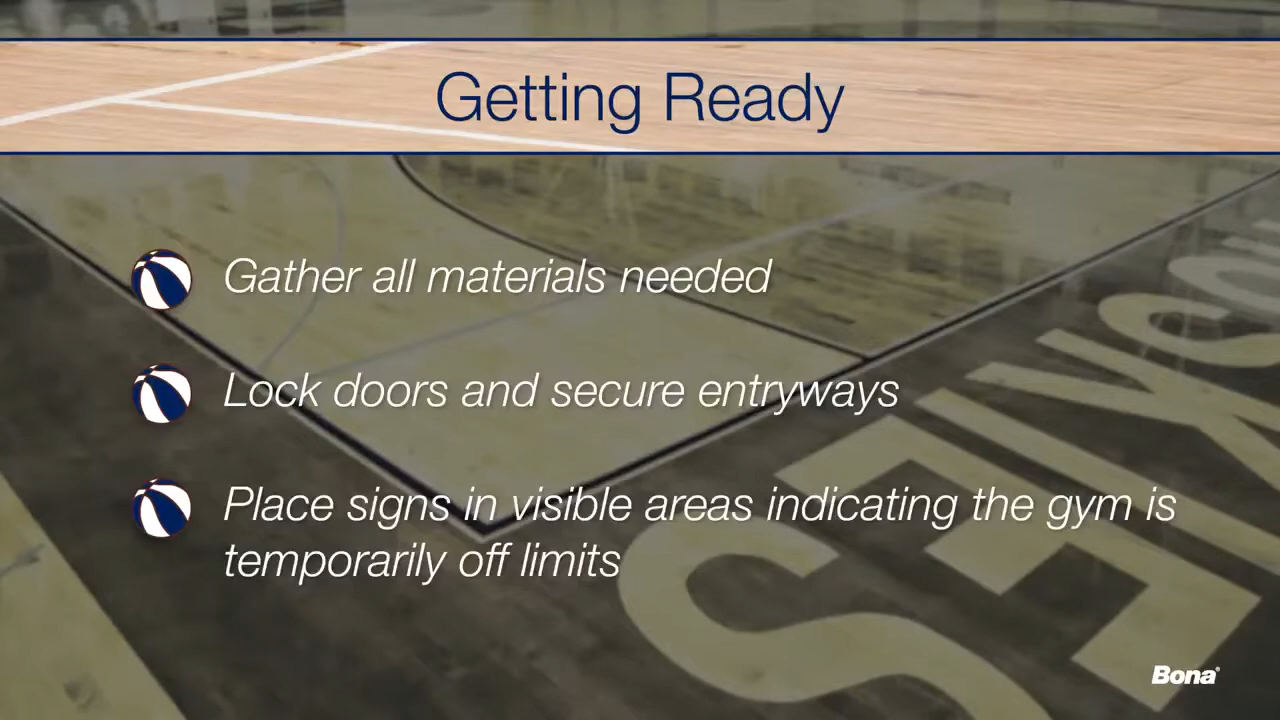 Getting Ready
Gather all materials needed
Lock doors and secure entryways
Place signs in visible areas indicating the gym is
temporarily off limits
Bona®